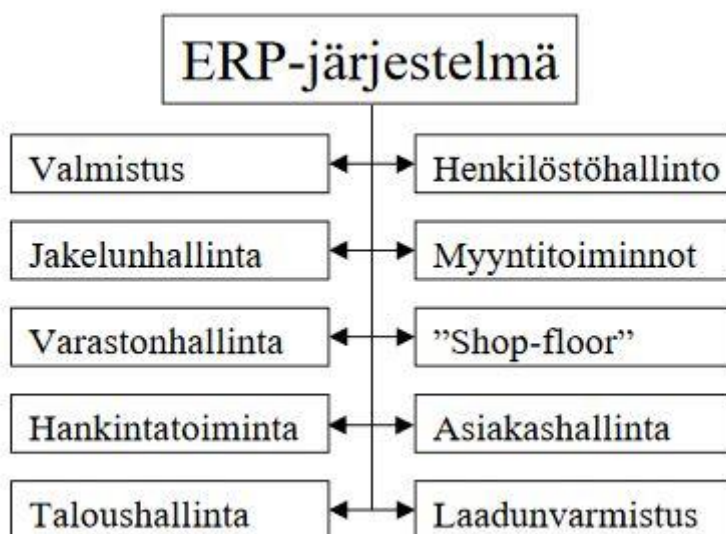 ERP-järjestelmä
Valmistus
Henkilöstöhallinto
Jakelunhallinta
Myyntitoiminnot
Varastonhallinta
”Shop-floor”
Hankintatoiminta
Asiakashallinta
Taloushallinta
Laadunvarmistus